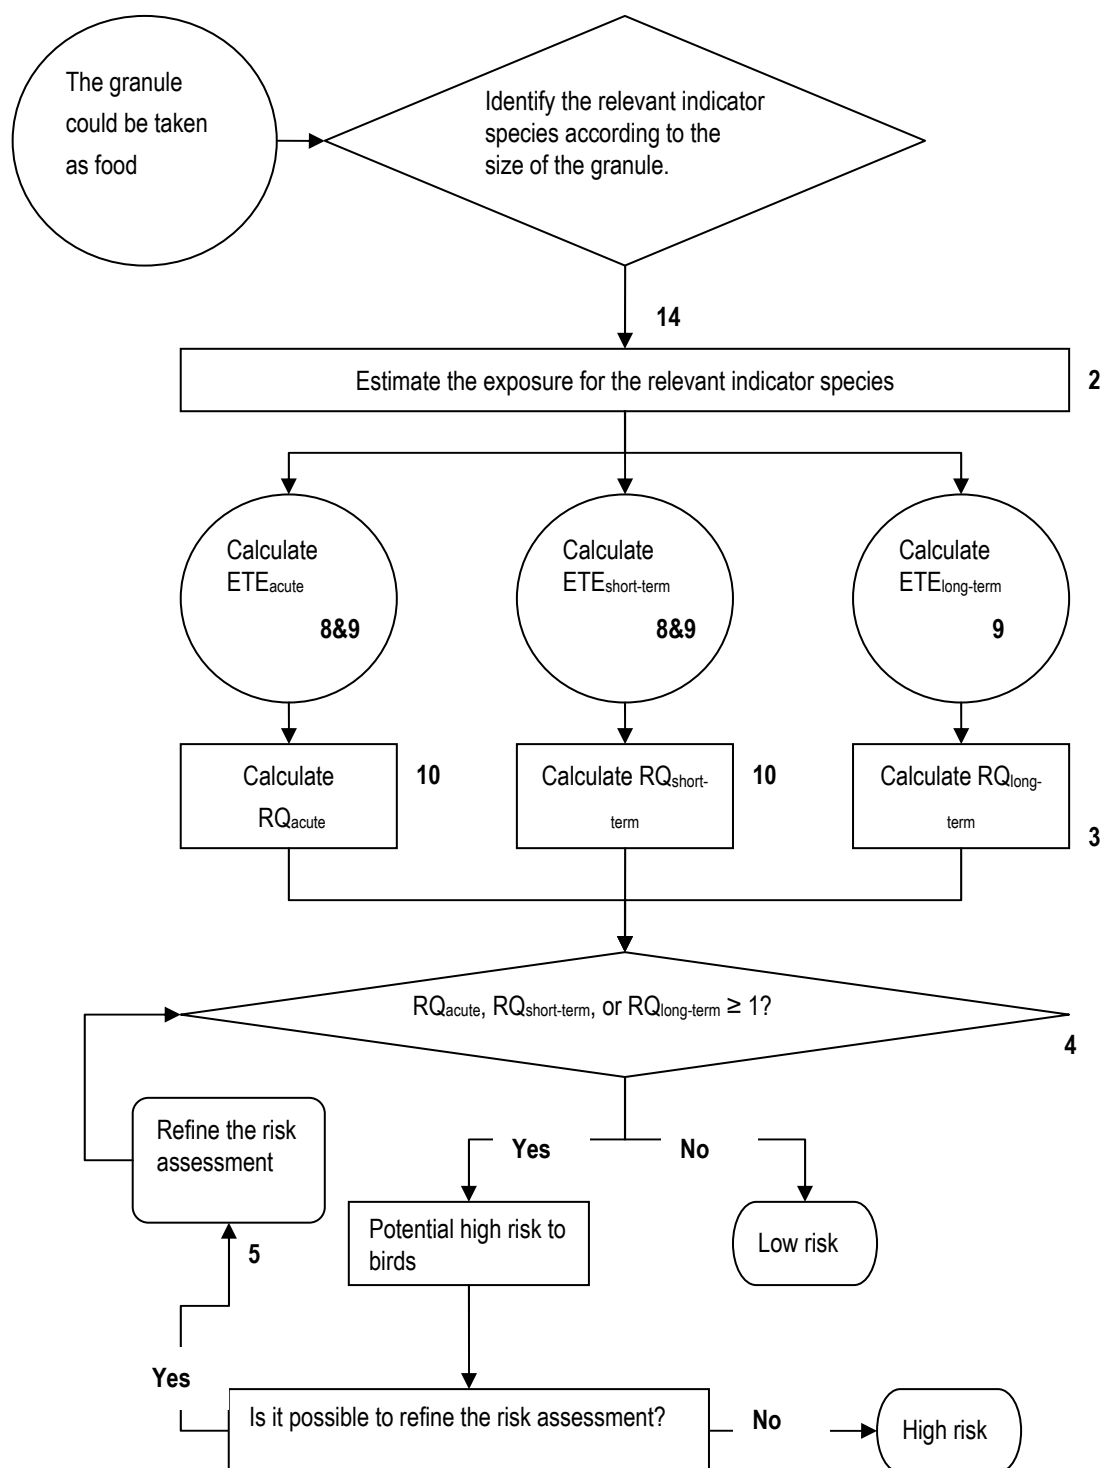 The granule
could be taken
as food
Identify the relevant indicator
species according to the
size of the granule.
14
Estimate the exposure for the relevant indicator species
2
Calculate
ETEacute
8&9
Calculate
ETEshort-term
8&9
Calculate
ETElong-term
9
Calculate
RQacute
10
Calculate RQshort-
term
10
Calculate RQlong-
term
3
RQacute, RQshort-term, or RQlong-term ≥ 1?
4
Refine the risk
assessment
5
Yes
No
Potential high risk to
birds
Low risk
Yes
Is it possible to refine the risk assessment?
No
High risk